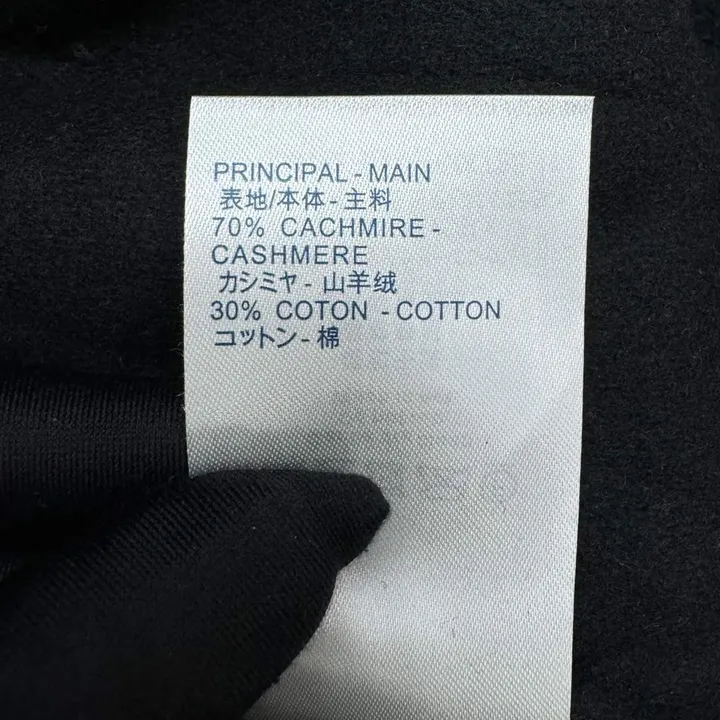 PRINCIPAL - MAIN
表地/本体 - 主料
70% CACHMIRE -
CASHMERE
カシミヤ - 山羊绒
30% COTON - COTTON
コットン - 棉